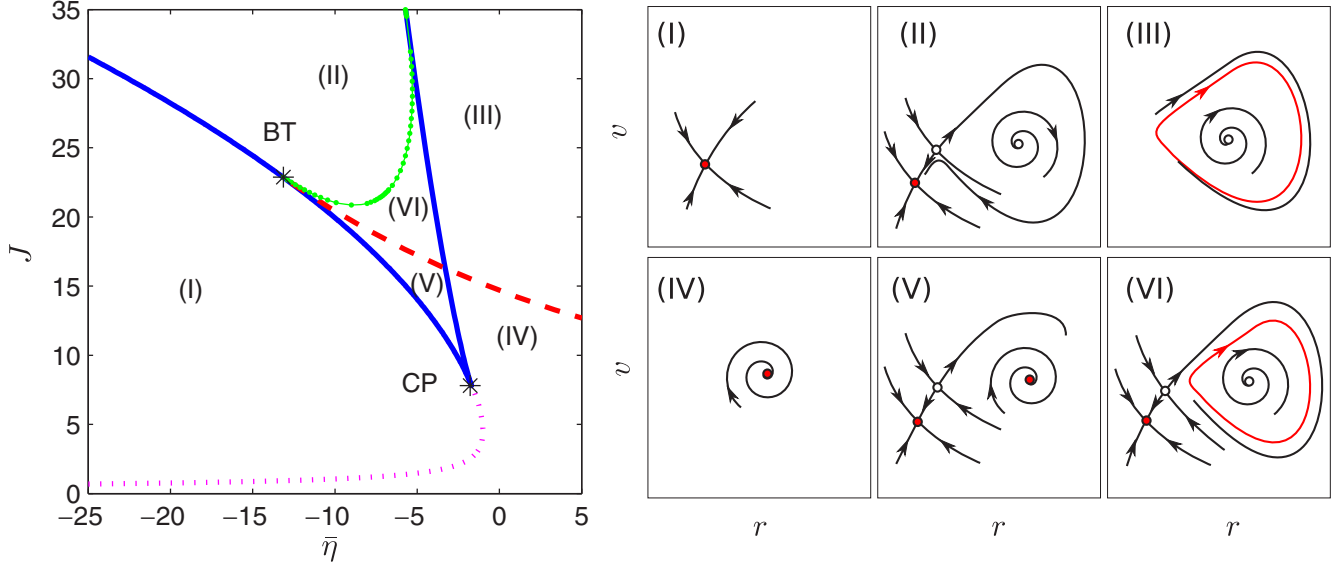 35
30
25
20
15
10
5
0
J
−25 −20 −15 −10 −5 0 5
η̄
BT
CP
(I)
(II)
(III)
(IV)
(V)
(VI)
(I) (II) (III)
v
(IV) (V) (VI)
v
r r r